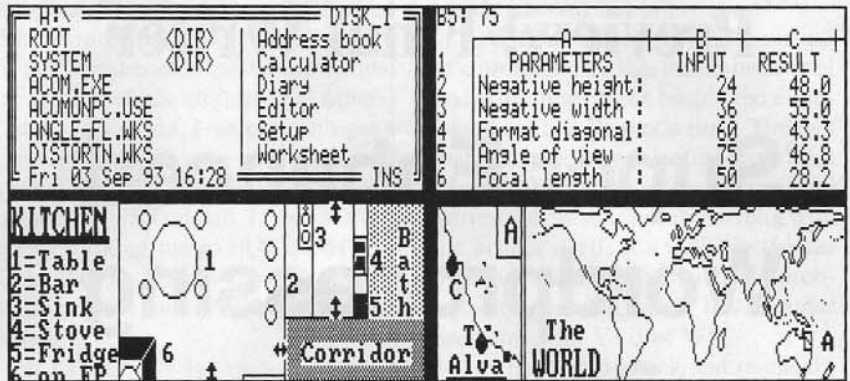 A:\ DISK_1
ROOT <DIR> Address book
SYSTEM <DIR> Calculator
ACOM.EXE Diary
ACOMONPC.USE Editor
ANGLE-FL.WKS Setup
DISTORTN.WKS Worksheet
Fri 03 Sep 93 16:28 INS
B5: 75
A B C
1 PARAMETERS INPUT RESULT
2 Negative height: 24 48.0
3 Negative width : 36 55.0
4 Format diagonal: 60 43.3
5 Angle of view : 75 46.8
6 Focal length : 50 28.2
KITCHEN
1=Table
2=Bar
3=Sink
4=Stove
5=Fridge
1
2
3
4
5
6
Bath
Corridor
A
C
T
Alva
The
WORLD
A